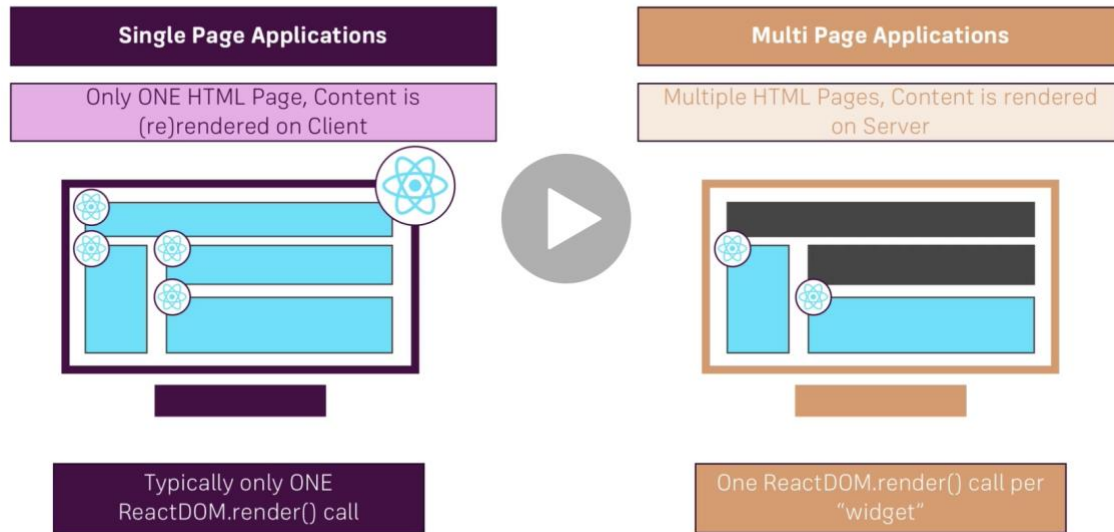 Single Page Applications
Multi Page Applications
Only ONE HTML Page, Content is
(re)rendered on Client
Multiple HTML Pages, Content is rendered
on Server
Typically only ONE
ReactDOM.render() call
One ReactDOM.render() call per
“widget”